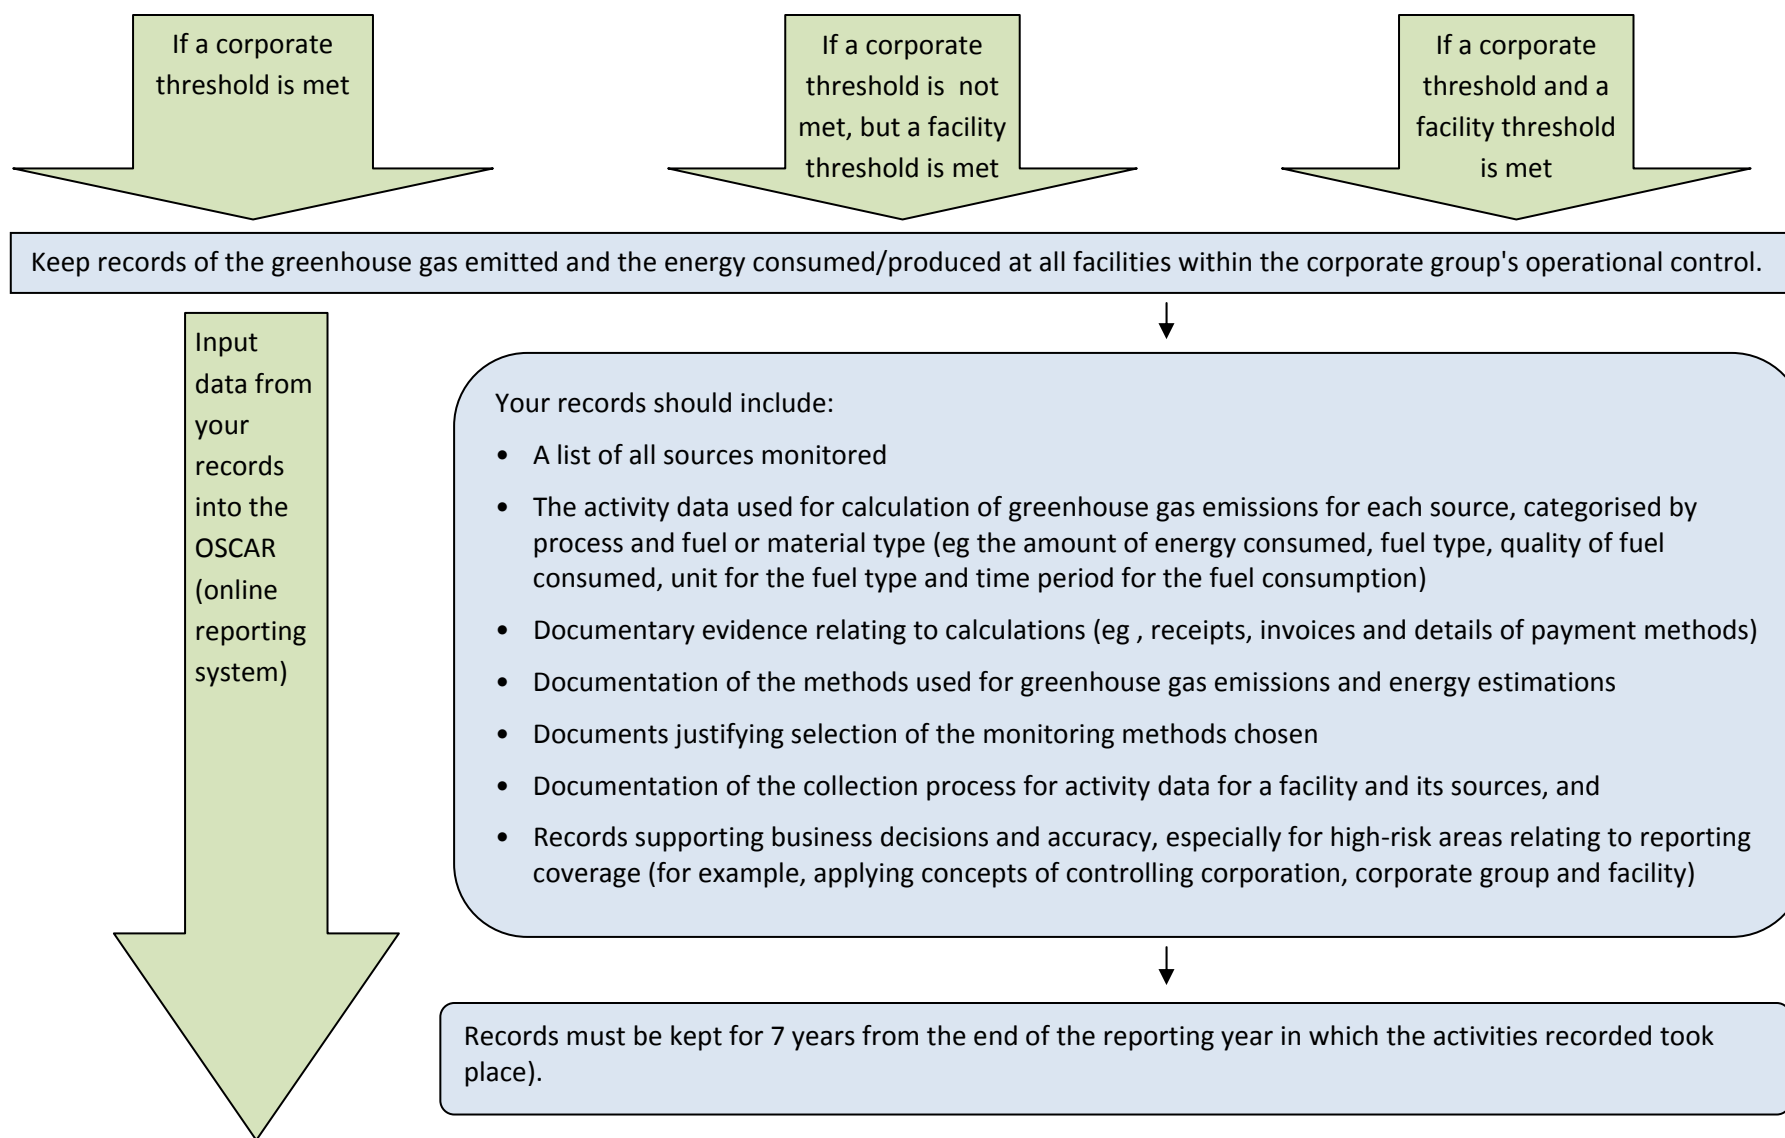 If a corporate
threshold is met
If a corporate
threshold is not
met, but a facility
threshold is met
If a corporate
threshold and a
facility threshold
is met
Keep records of the greenhouse gas emitted and the energy consumed/produced at all facilities within the corporate group's operational control.
Input
data from
your
records
into the
OSCAR
(online
reporting
system)
Your records should include:
• A list of all sources monitored
• The activity data used for calculation of greenhouse gas emissions for each source, categorised by
process and fuel or material type (eg the amount of energy consumed, fuel type, quality of fuel
consumed, unit for the fuel type and time period for the fuel consumption)
• Documentary evidence relating to calculations (eg , receipts, invoices and details of payment methods)
• Documentation of the methods used for greenhouse gas emissions and energy estimations
• Documents justifying selection of the monitoring methods chosen
• Documentation of the collection process for activity data for a facility and its sources, and
• Records supporting business decisions and accuracy, especially for high-risk areas relating to reporting
coverage (for example, applying concepts of controlling corporation, corporate group and facility)
Records must be kept for 7 years from the end of the reporting year in which the activities recorded took
place).